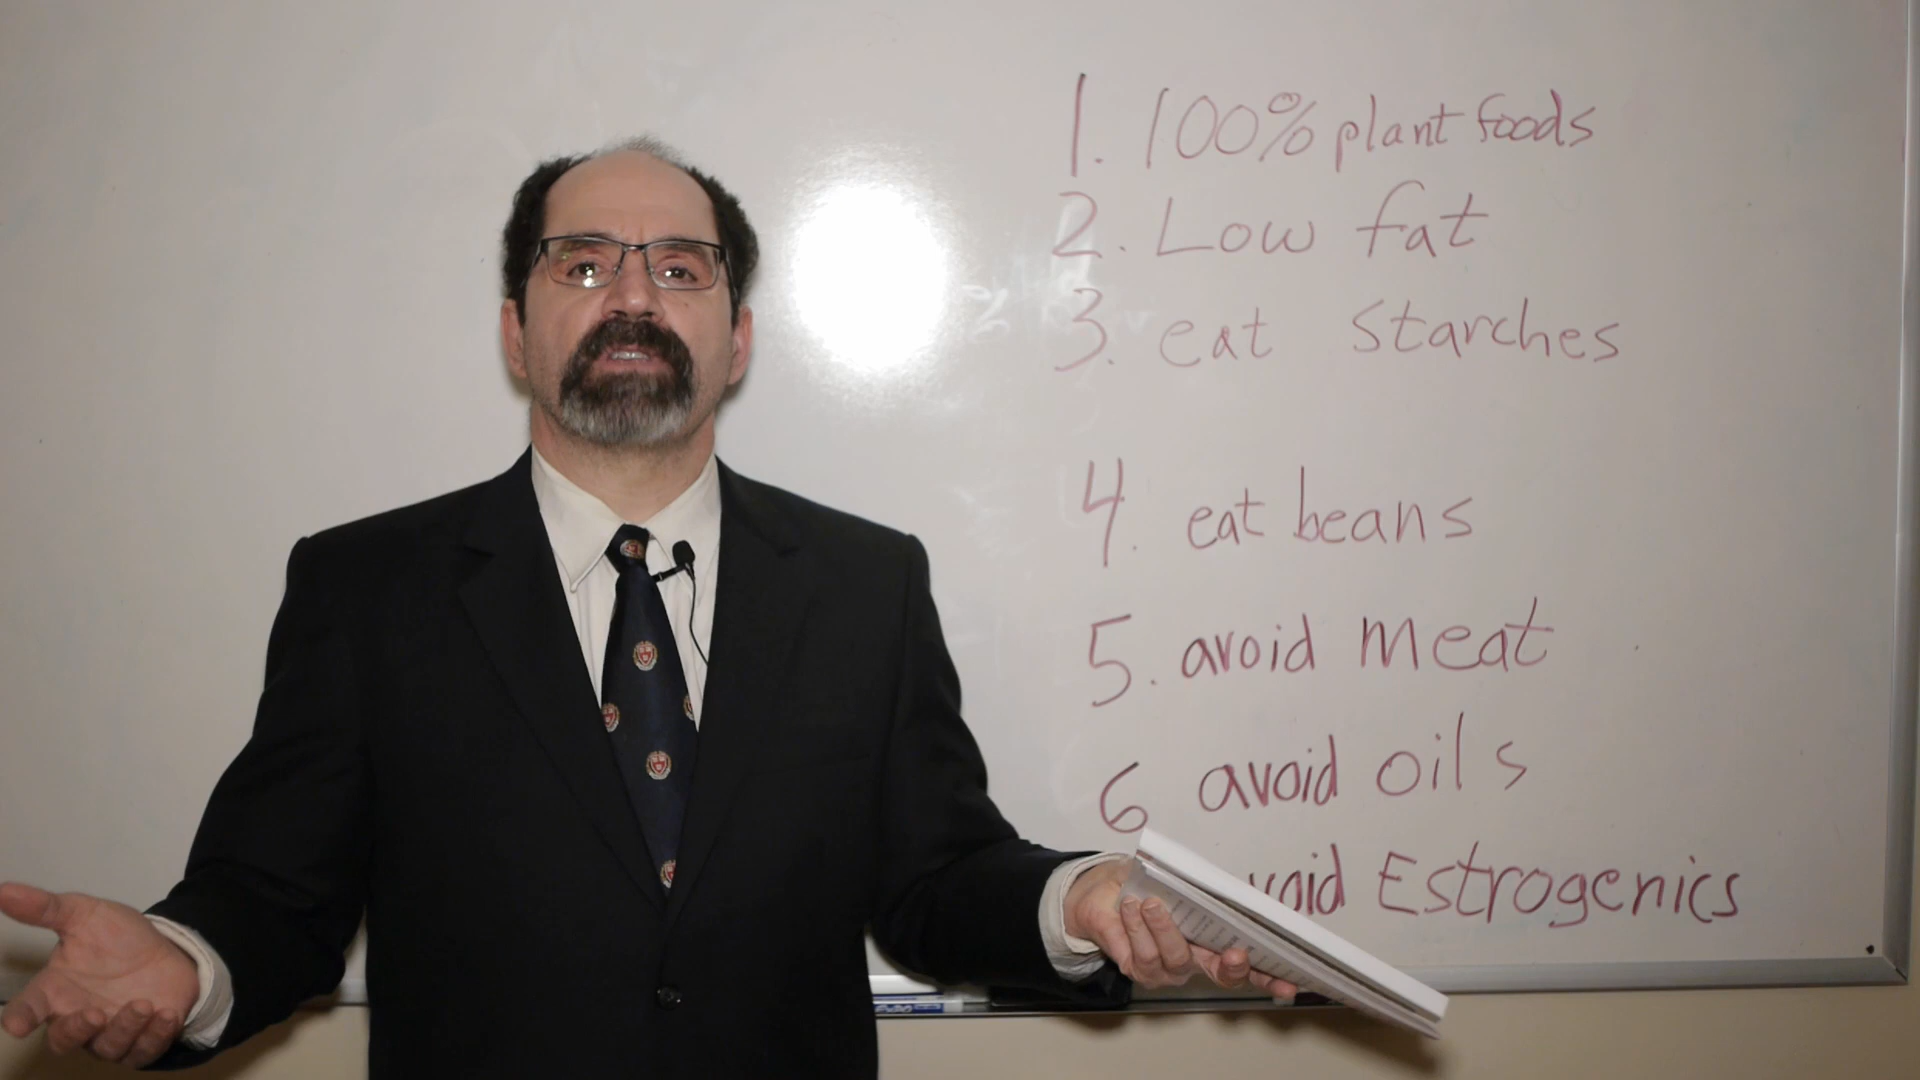 1. 100% plant foods
2. Low fat
3. eat starches
4. eat beans
5. avoid meat
6 avoid oils
void Estrogenics